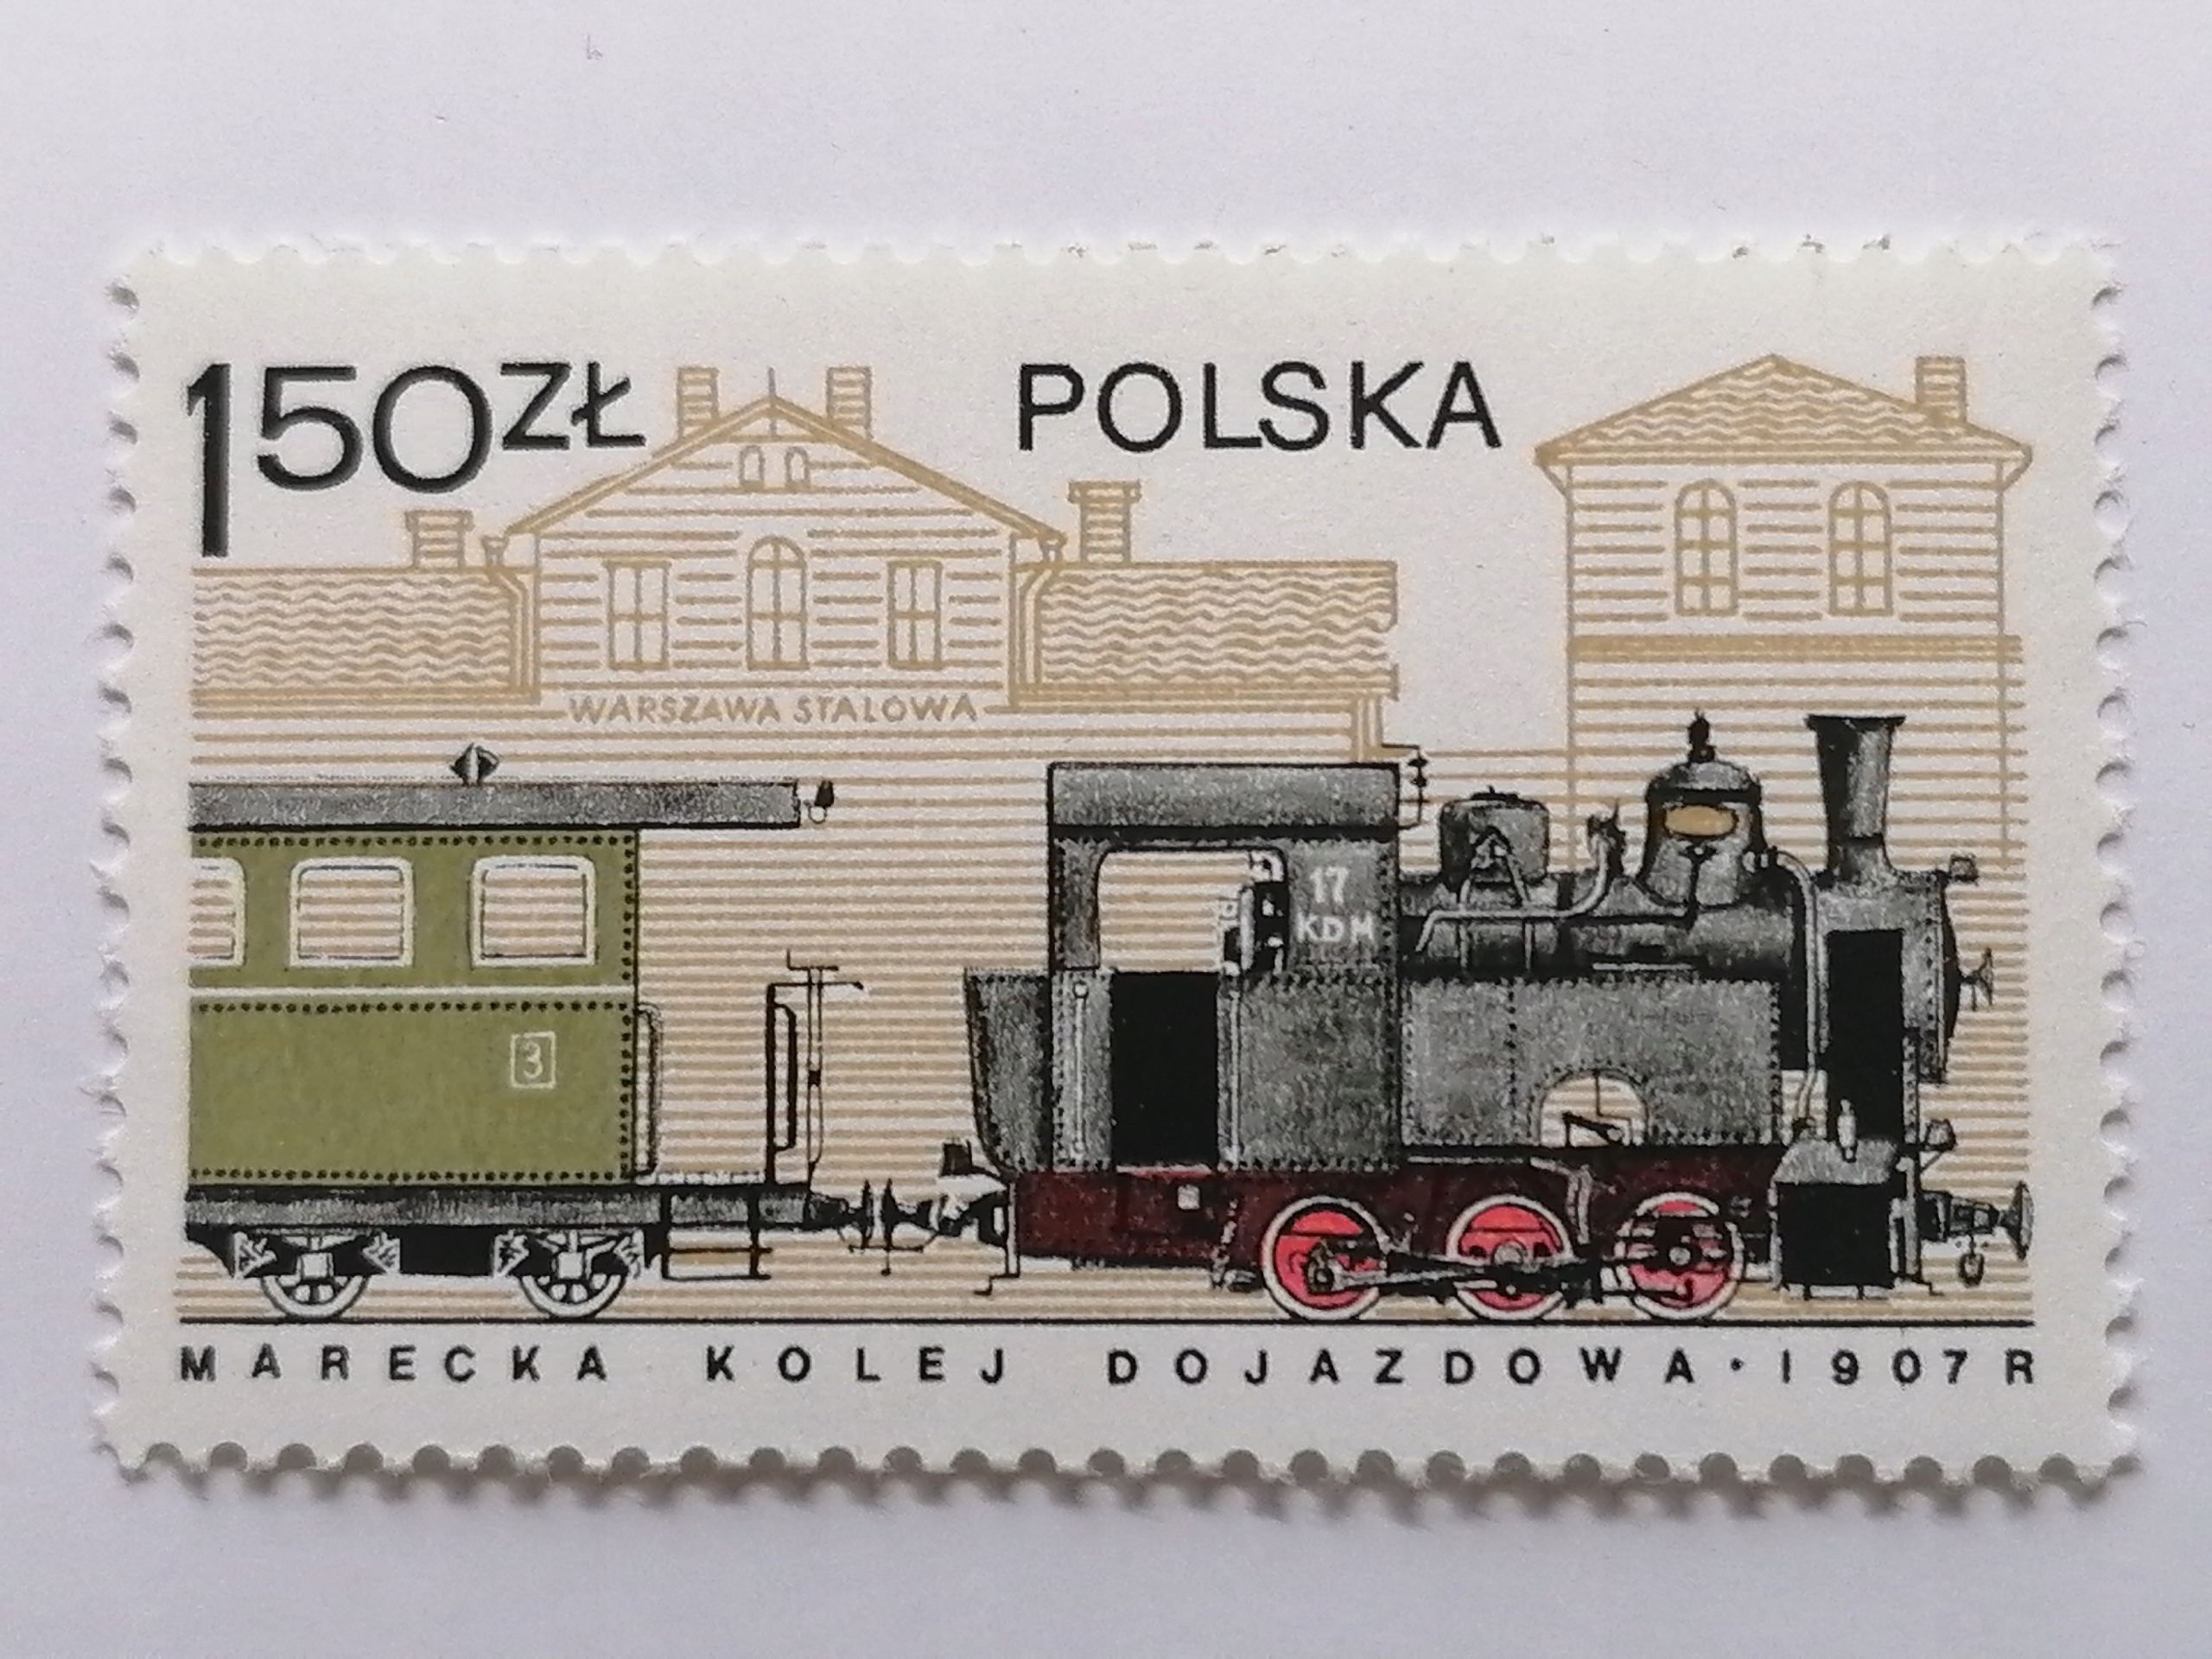 1 50 ZŁ
POLSKA
WARSZAWA STALOWA
17
KDM
3
MARECKA KOLEJ DOJAZDOWA • 1907 R